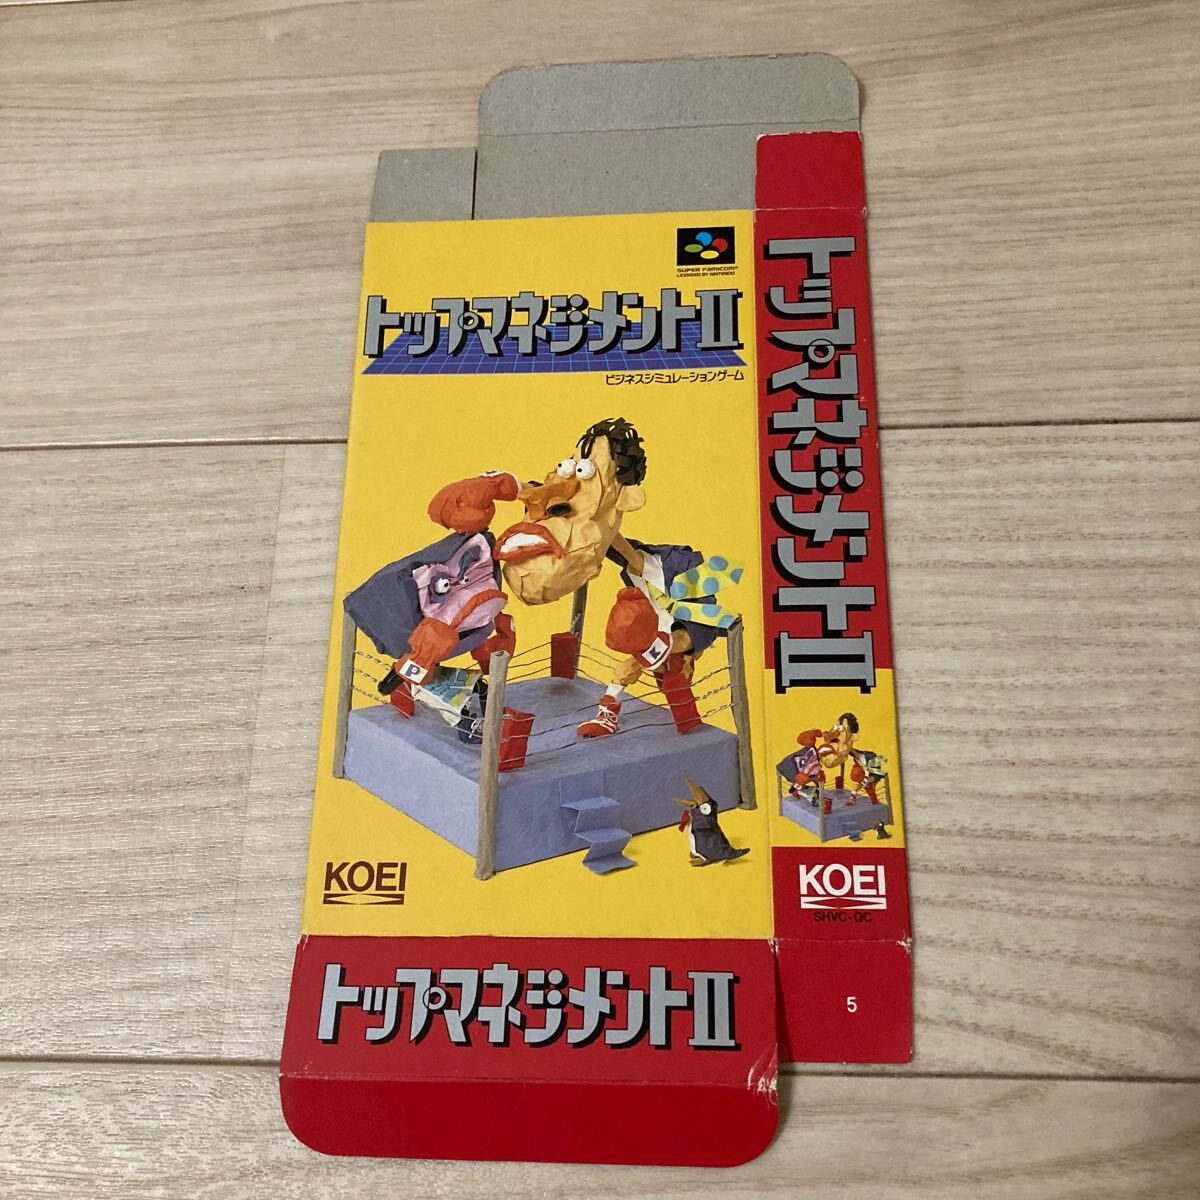 SUPER FAMICOM®
LICENSED BY NINTENDO
トップマネジメントII
ビジネスシミュレーションゲーム
P
K
KOEI
トップマネジメントII
トップマネジメントII
KOEI
SHVC-QC
5